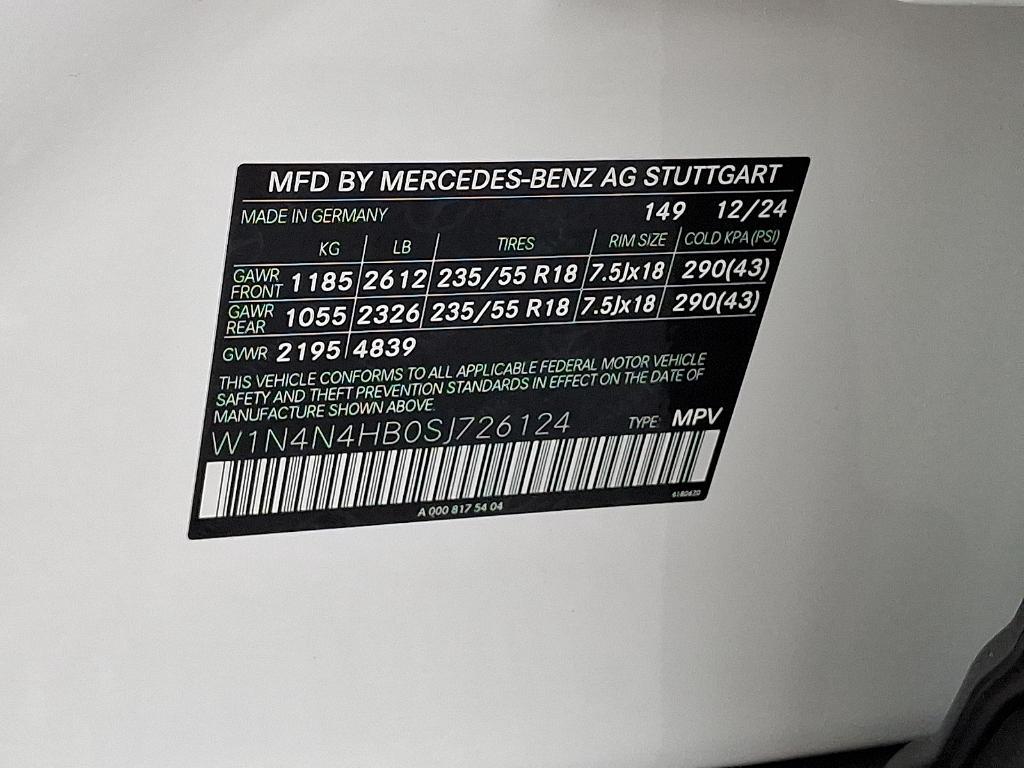 MFD BY MERCEDES-BENZ AG STUTTGART
MADE IN GERMANY 149 12/24
KG LB TIRES RIM SIZE COLD KPA (PSI)
GAWR FRONT 1185 2612 235/55 R18 7.5Jx18 290(43)
GAWR REAR 1055 2326 235/55 R18 7.5Jx18 290(43)
GVWR 2195 4839
THIS VEHICLE CONFORMS TO ALL APPLICABLE FEDERAL MOTOR VEHICLE
SAFETY AND THEFT PREVENTION STANDARDS IN EFFECT ON THE DATE OF
MANUFACTURE SHOWN ABOVE.
W1N4N4HB0SJ726124 TYPE: MPV
A 000 817 54 04